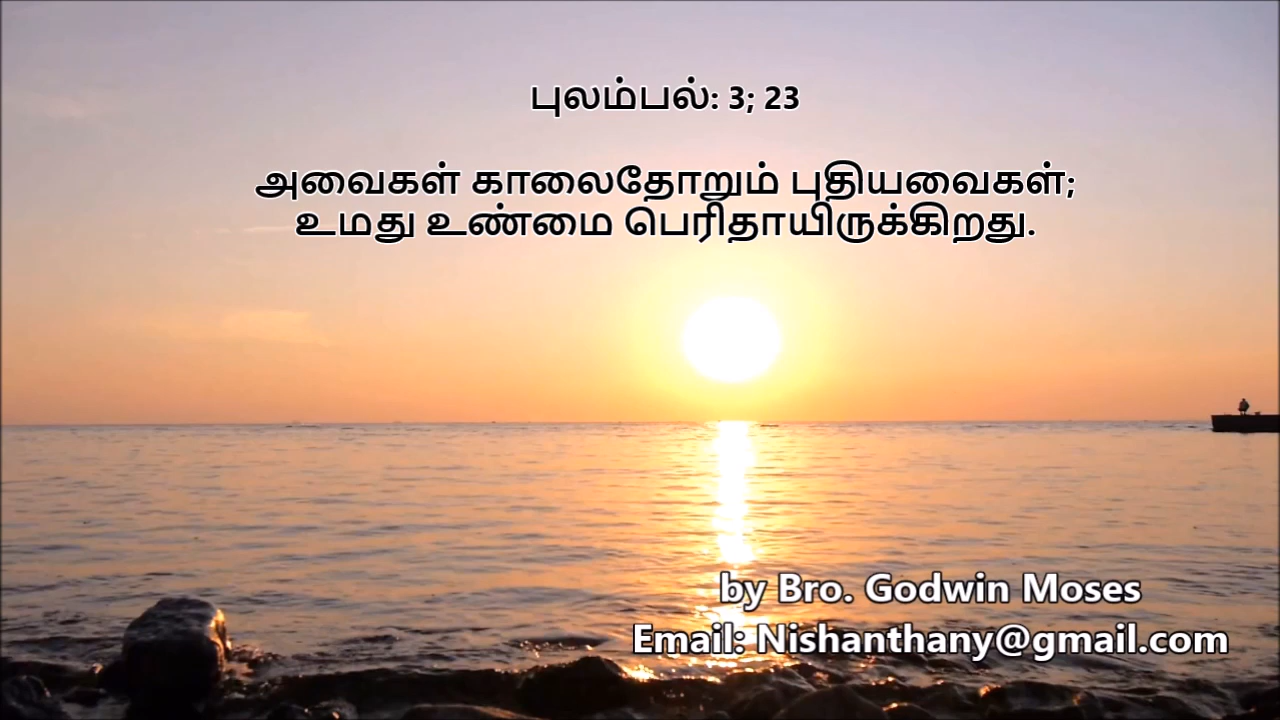 புலம்பல்: 3; 23
அவைகள் காலைதோறும் புதியவைகள்;
உமது உண்மை பெரிதாயிருக்கிறது.
by Bro. Godwin Moses
Email: Nishanthany@gmail.com